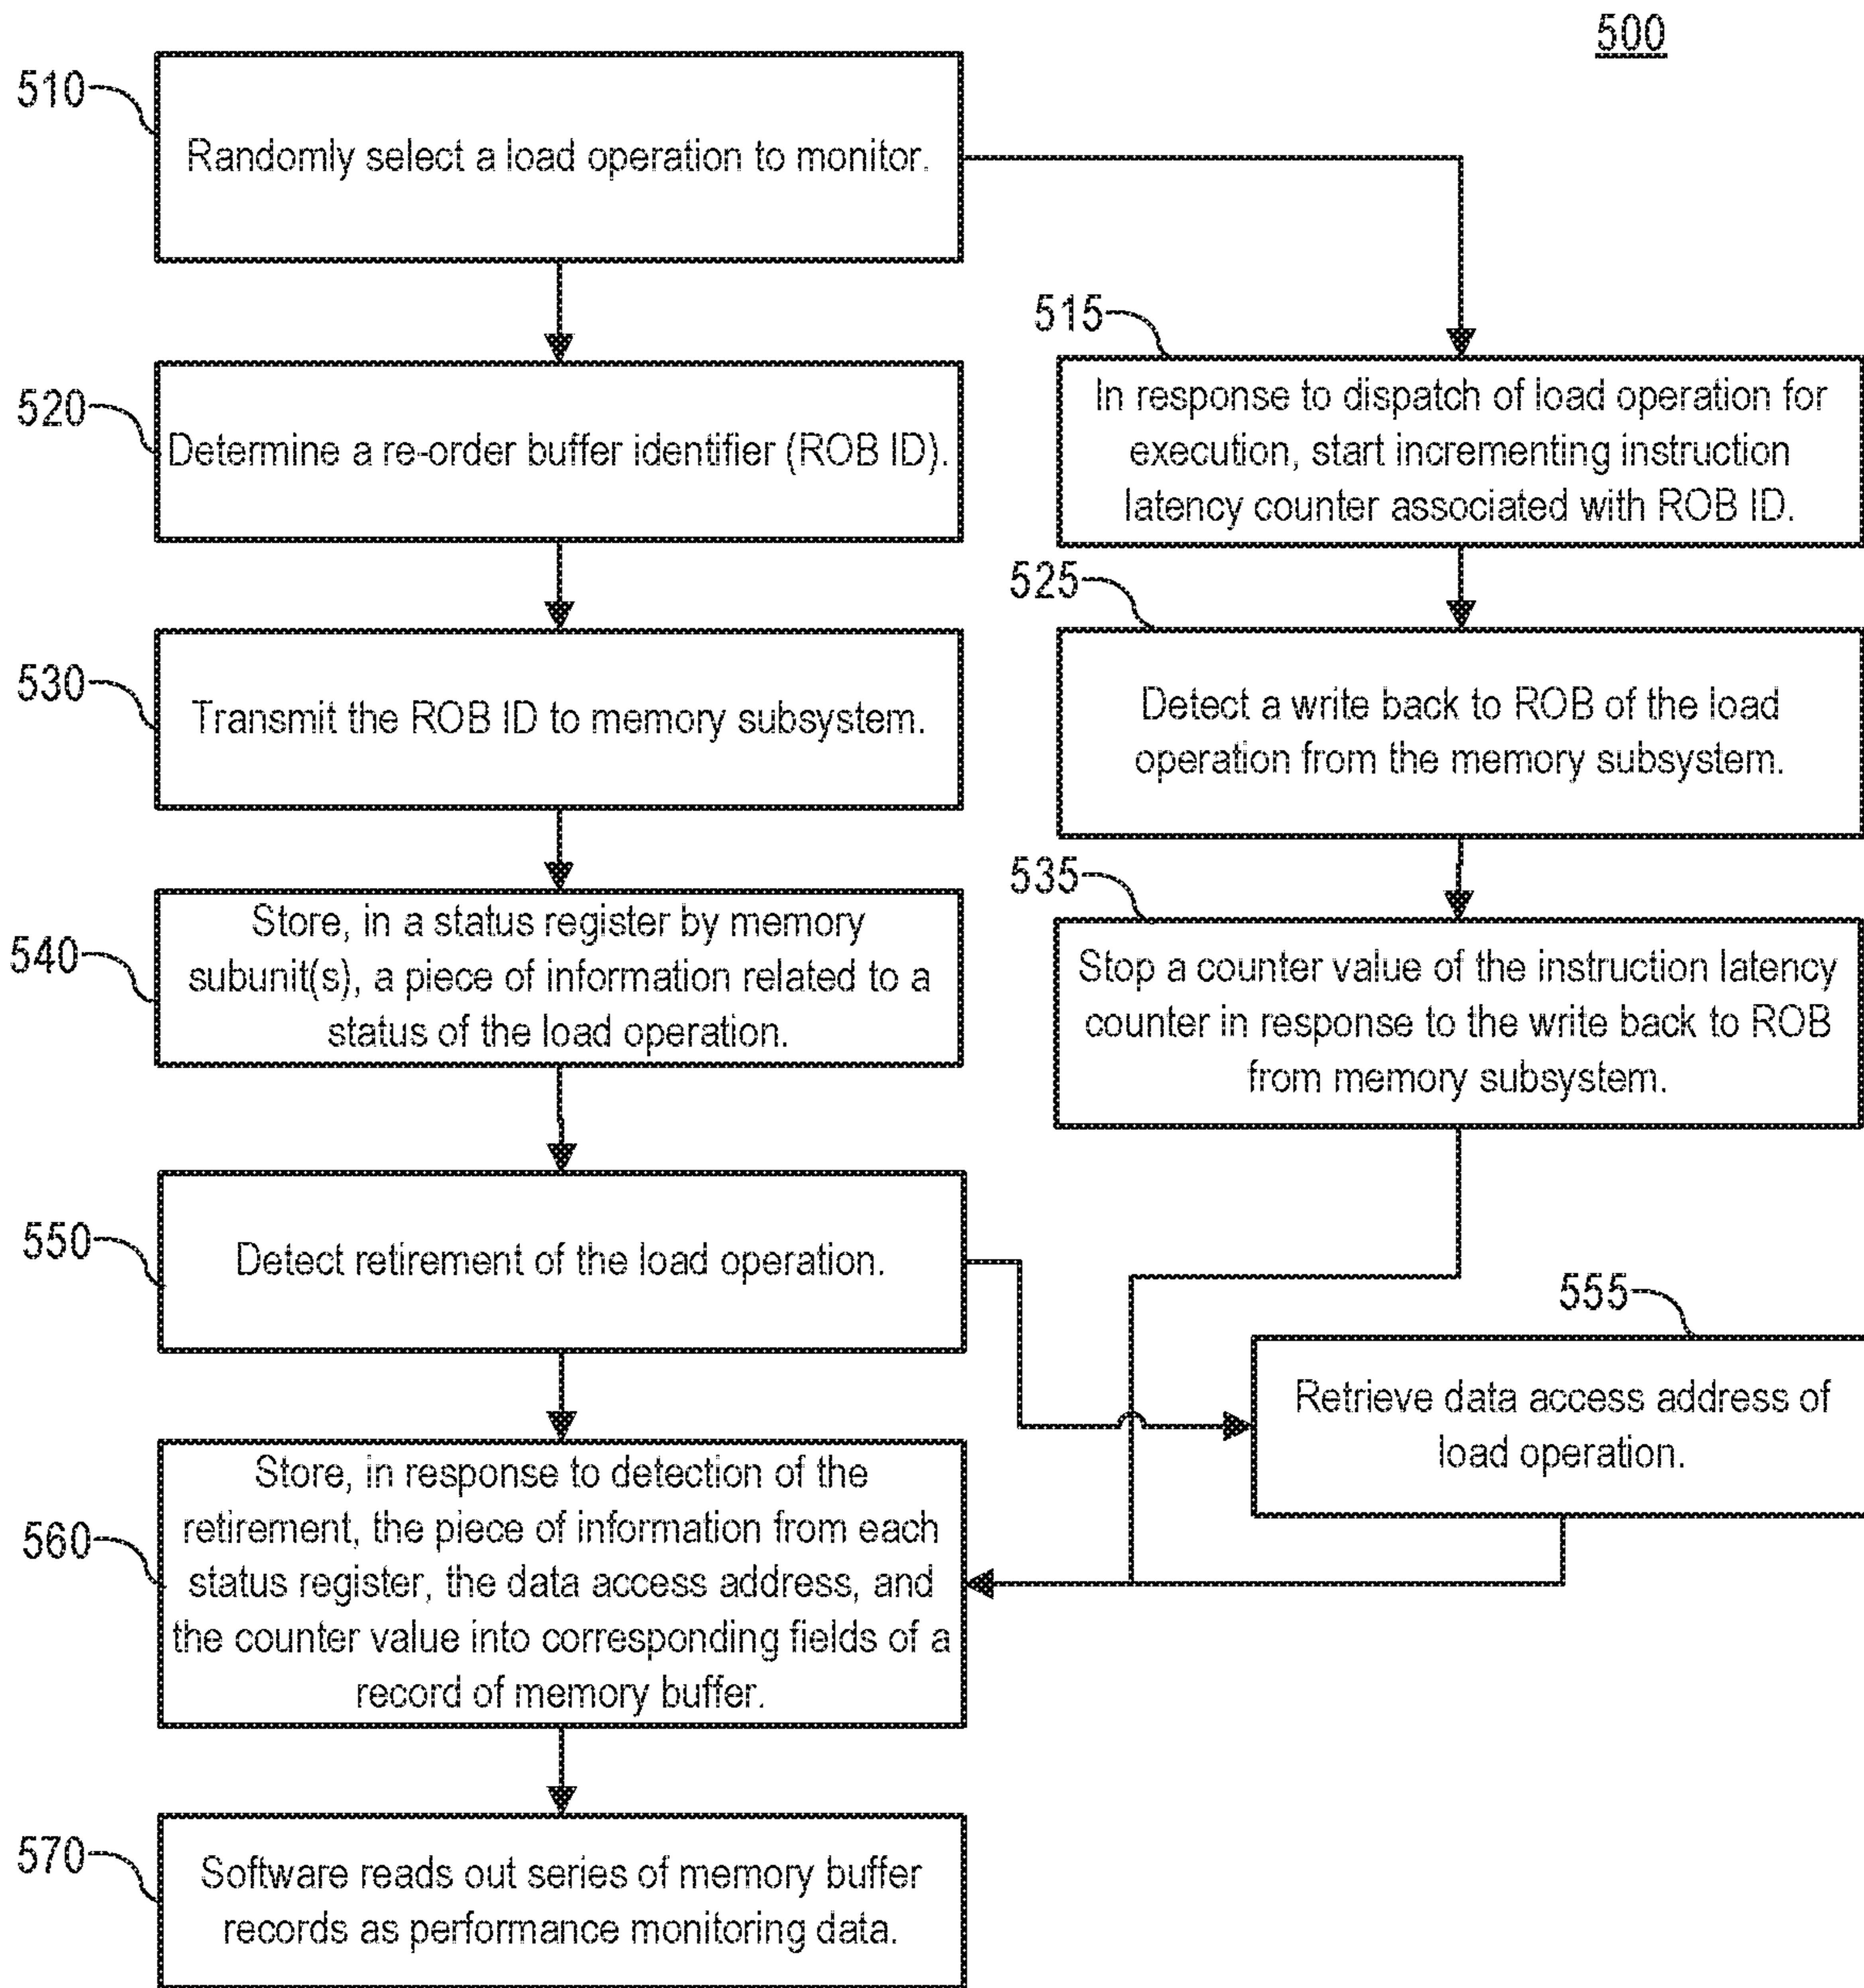 500
510
Randomly select a load operation to monitor.
515
In response to dispatch of load operation for
execution, start incrementing instruction
latency counter associated with ROB ID.
520
Determine a re-order buffer identifier (ROB ID).
525
Detect a write back to ROB of the load
operation from the memory subsystem.
530
Transmit the ROB ID to memory subsystem.
535
Stop a counter value of the instruction latency
counter in response to the write back to ROB
from memory subsystem.
540
Store, in a status register by memory
subunit(s), a piece of information related to a
status of the load operation.
550
Detect retirement of the load operation.
555
Retrieve data access address of
load operation.
560
Store, in response to detection of the
retirement, the piece of information from each
status register, the data access address, and
the counter value into corresponding fields of a
record of memory buffer.
570
Software reads out series of memory buffer
records as performance monitoring data.